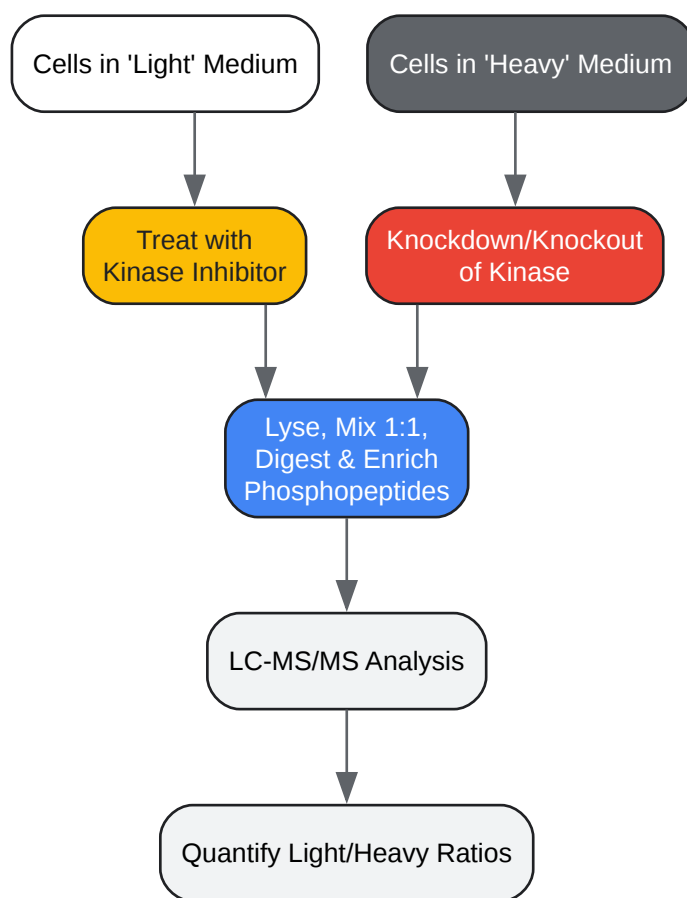 Cells in 'Light' Medium
Cells in 'Heavy' Medium
Treat with
Kinase Inhibitor
Knockdown/Knockout
of Kinase
Lyse, Mix 1:1,
Digest & Enrich
Phosphopeptides
LC-MS/MS Analysis
Quantify Light/Heavy Ratios